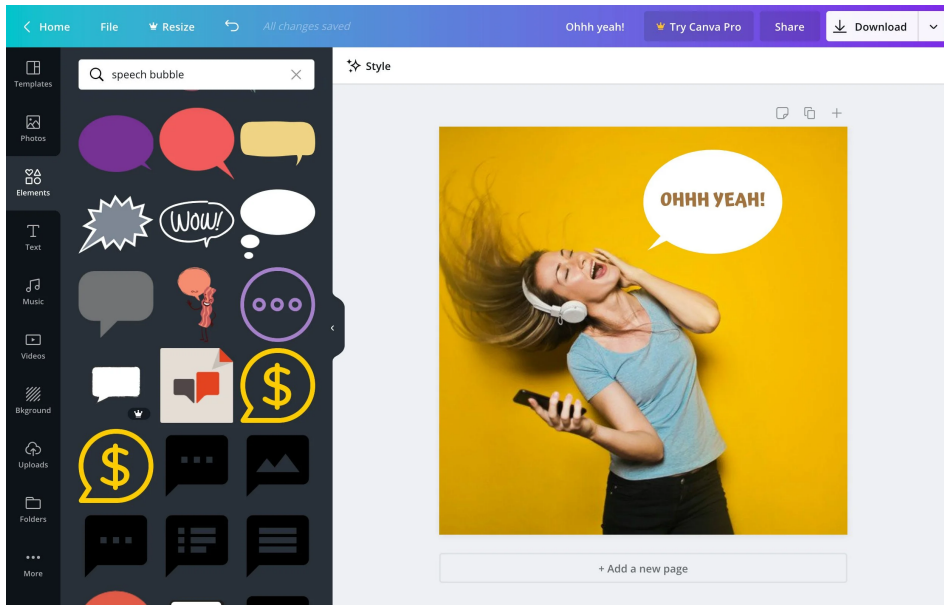 Home File Resize All changes saved Ohhh yeah! Try Canva Pro Share Download
Templates
Photos
Elements
Text
Music
Videos
Bkground
Uploads
Folders
More
speech bubble
WOW!
$
$
Style
OHHH YEAH!
+ Add a new page